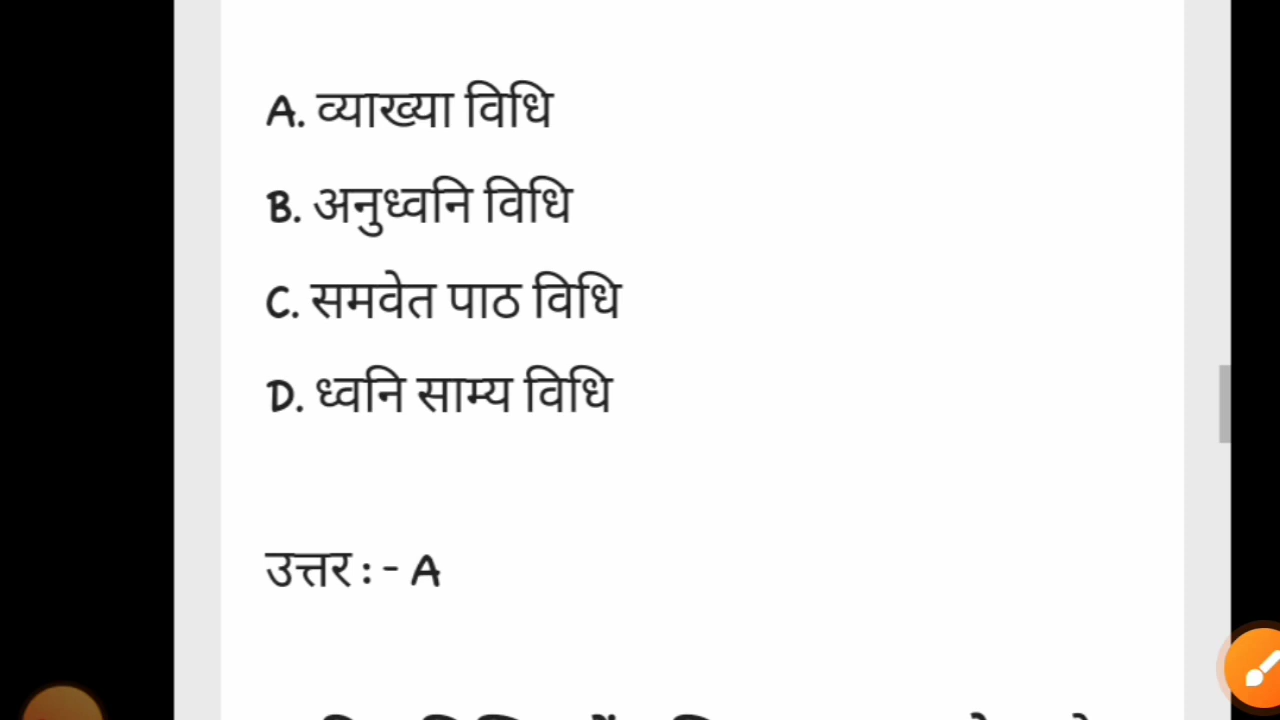 A. व्याख्या विधि
B. अनुध्वनि विधि
C. समवेत पाठ विधि
D. ध्वनि साम्य विधि
उत्तर : - A